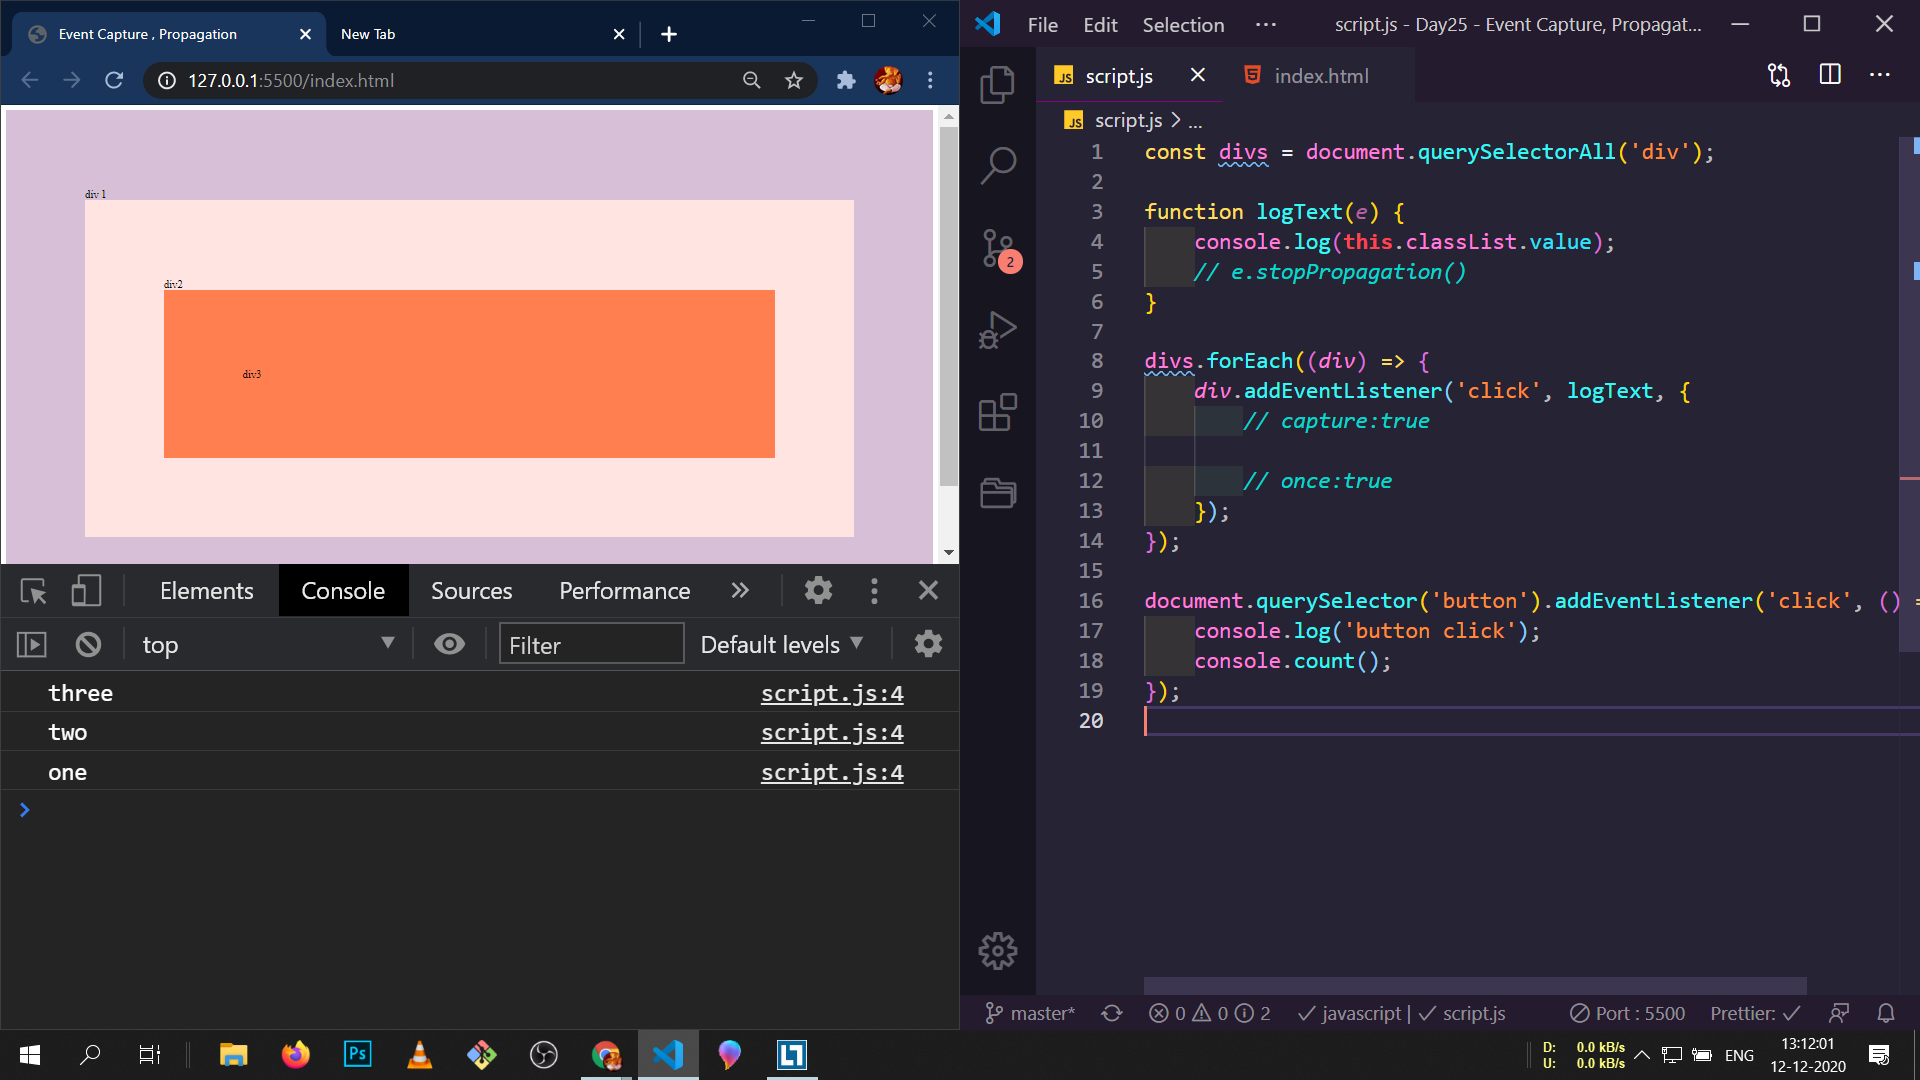 Event Capture , Propagation
New Tab
127.0.0.1:5500/index.html
div 1
div2
div3
Elements
Console
Sources
Performance
top
Filter
Default levels
three script.js:4
two script.js:4
one script.js:4
File Edit Selection ···
script.js - Day25 - Event Capture, Propagat...
JS script.js
index.html
JS script.js > ...
1 const divs = document.querySelectorAll('div');
2
3 function logText(e) {
4 console.log(this.classList.value);
5 // e.stopPropagation()
6 }
7
8 divs.forEach((div) => {
9 div.addEventListener('click', logText, {
10 // capture:true
11
12 // once:true
13 });
14 });
15
16 document.querySelector('button').addEventListener('click', () =
17 console.log('button click');
18 console.count();
19 });
20
2
master* 0 0 2 javascript | script.js Port : 5500 Prettier:
Ps
D: 0.0 kB/s
U: 0.0 kB/s
ENG
13:12:01
12-12-2020